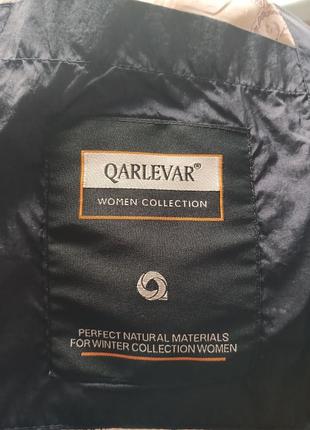 QARLEVAR®
WOMEN COLLECTION
PERFECT NATURAL MATERIALS
FOR WINTER COLLECTION WOMEN